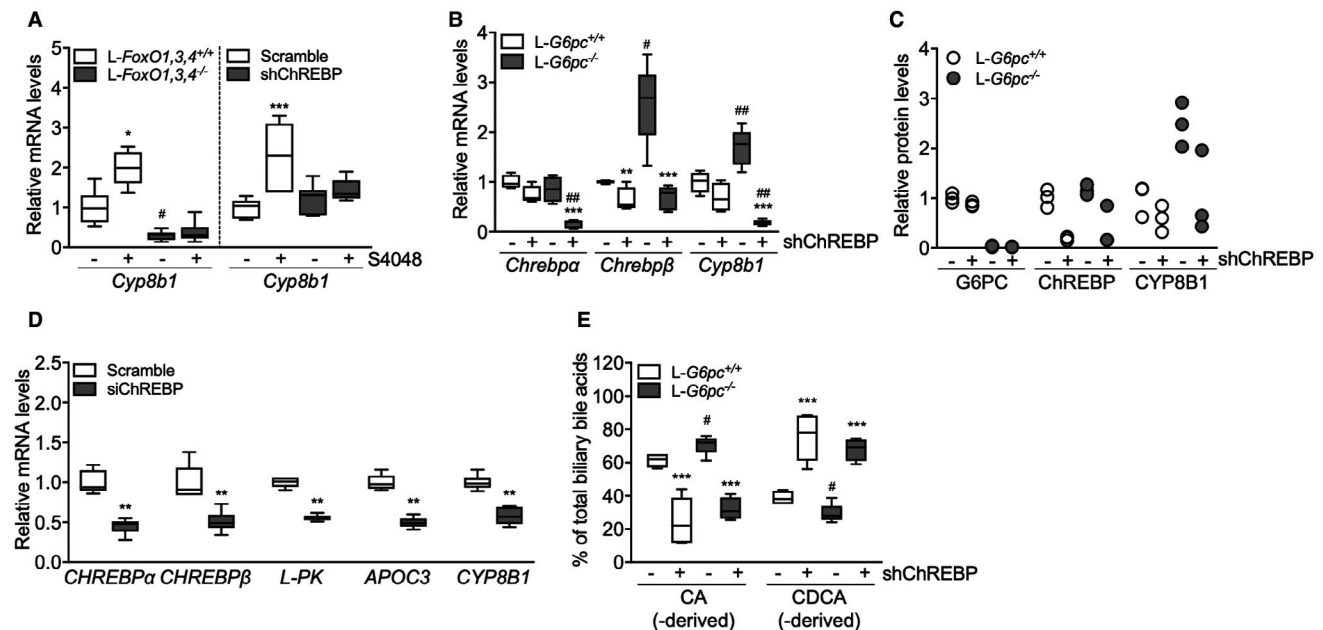 A
Relative mRNA levels
5
4
3
2
1
0
L-FoxO1,3,4+/+
L-FoxO1,3,4-/-
Scramble
shChREBP
*
#
***
- + - + - + - + S4048
Cyp8b1 Cyp8b1
B
Relative mRNA levels
4
3
2
1
0
L-G6pc+/+
L-G6pc-/-
##
***
**
#
***
##
##
***
- + - + - + - + - + - + shChREBP
Chrebpα Chrebpβ Cyp8b1
C
Relative protein levels
4
3
2
1
0
L-G6pc+/+
L-G6pc-/-
- + - + - + - + - + - + shChREBP
G6PC ChREBP CYP8B1
D
Relative mRNA levels
2.5
2.0
1.5
1.0
0.5
0.0
Scramble
siChREBP
** ** ** ** **
CHREBPα CHREBPβ L-PK APOC3 CYP8B1
E
% of total biliary bile acids
120
100
80
60
40
20
0
L-G6pc+/+
L-G6pc-/-
***
#
***
***
#
***
- + - + - + - + shChREBP
CA CDCA
(-derived) (-derived)